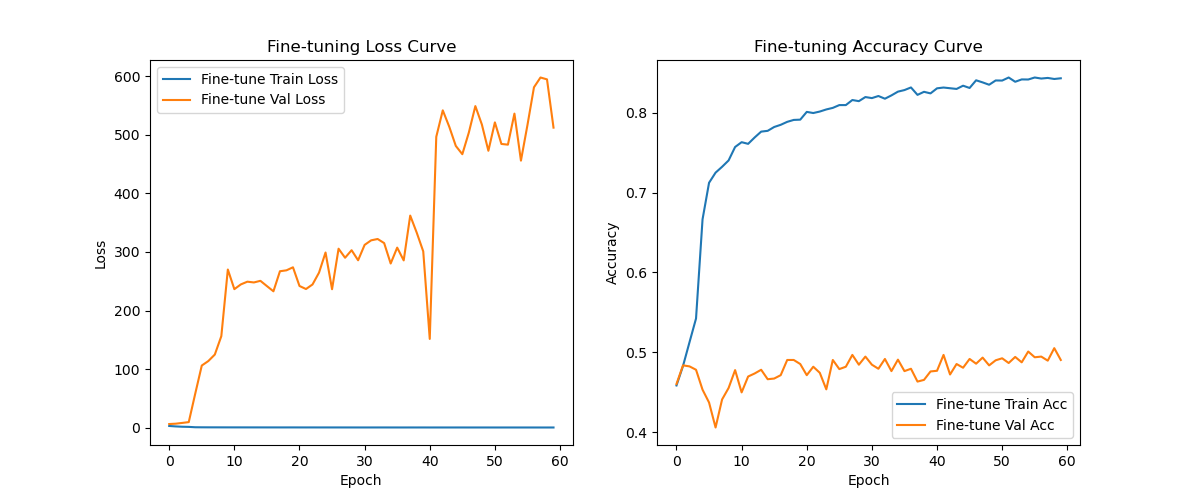 Fine-tuning Loss Curve
Fine-tune Train Loss
Fine-tune Val Loss
600
500
400
300
200
100
0
Loss
0 10 20 30 40 50 60
Epoch
Fine-tuning Accuracy Curve
0.8
0.7
0.6
0.5
0.4
Accuracy
Fine-tune Train Acc
Fine-tune Val Acc
0 10 20 30 40 50 60
Epoch